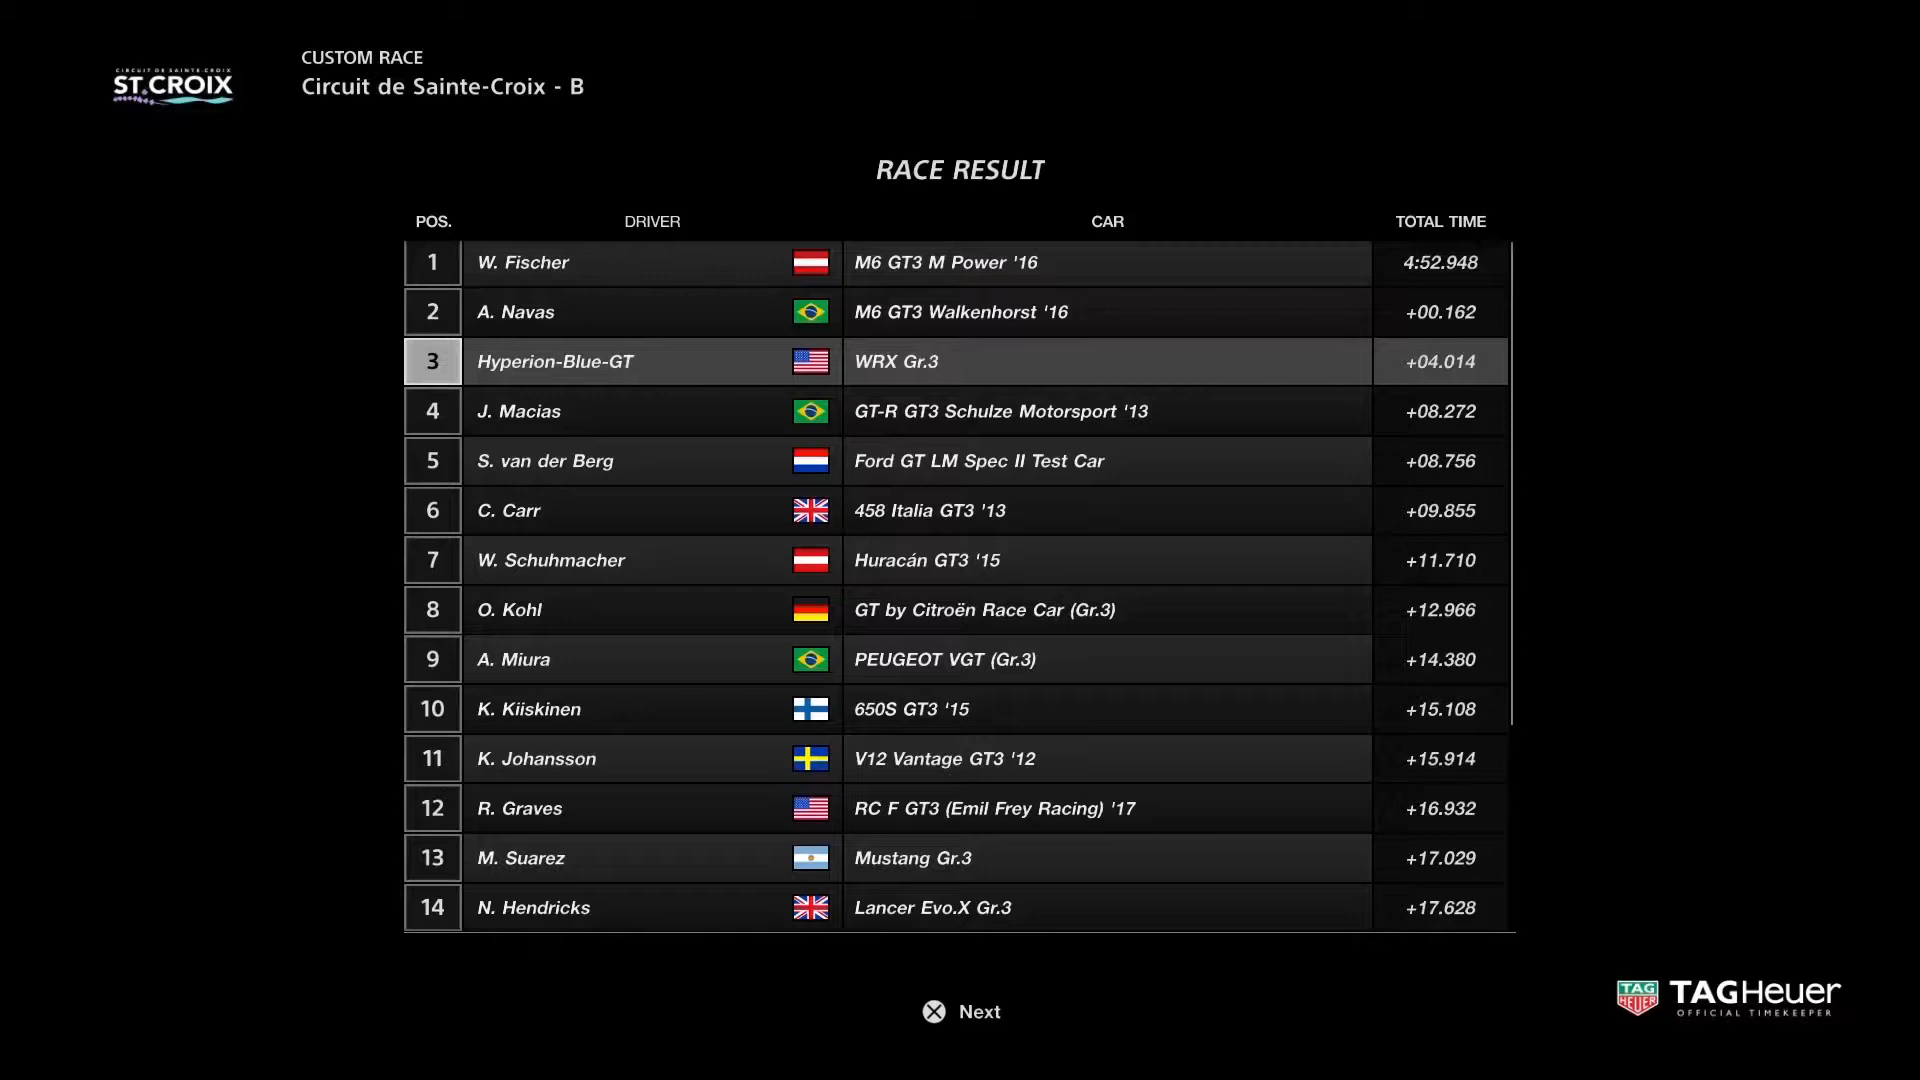 CIRCUIT DE SAINTE-CROIX
ST.CROIX
CUSTOM RACE
Circuit de Sainte-Croix - B
RACE RESULT
POS. DRIVER CAR TOTAL TIME
1 W. Fischer M6 GT3 M Power '16 4:52.948
2 A. Navas M6 GT3 Walkenhorst '16 +00.162
3 Hyperion-Blue-GT WRX Gr.3 +04.014
4 J. Macias GT-R GT3 Schulze Motorsport '13 +08.272
5 S. van der Berg Ford GT LM Spec II Test Car +08.756
6 C. Carr 458 Italia GT3 '13 +09.855
7 W. Schuhmacher Huracán GT3 '15 +11.710
8 O. Kohl GT by Citroën Race Car (Gr.3) +12.966
9 A. Miura PEUGEOT VGT (Gr.3) +14.380
10 K. Kiiskinen 650S GT3 '15 +15.108
11 K. Johansson V12 Vantage GT3 '12 +15.914
12 R. Graves RC F GT3 (Emil Frey Racing) '17 +16.932
13 M. Suarez Mustang Gr.3 +17.029
14 N. Hendricks Lancer Evo.X Gr.3 +17.628
Next
TAG
HEUER
TAGHeuer
OFFICIAL TIMEKEEPER